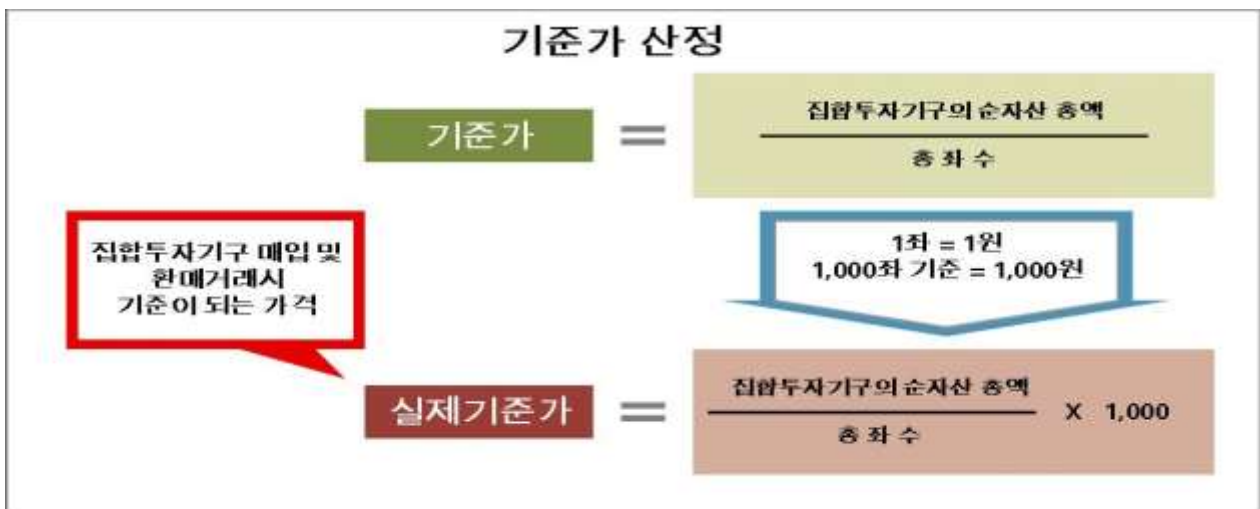 기준가 산정
기준가 =
집합투자기구의 순자산 총액
총 좌 수
집합투자기구 매입 및
환매거래시
기준이 되는 가격
1좌 = 1원
1,000좌 기준 = 1,000원
실제기준가 =
집합투자기구의 순자산 총액
총 좌 수
X 1,000